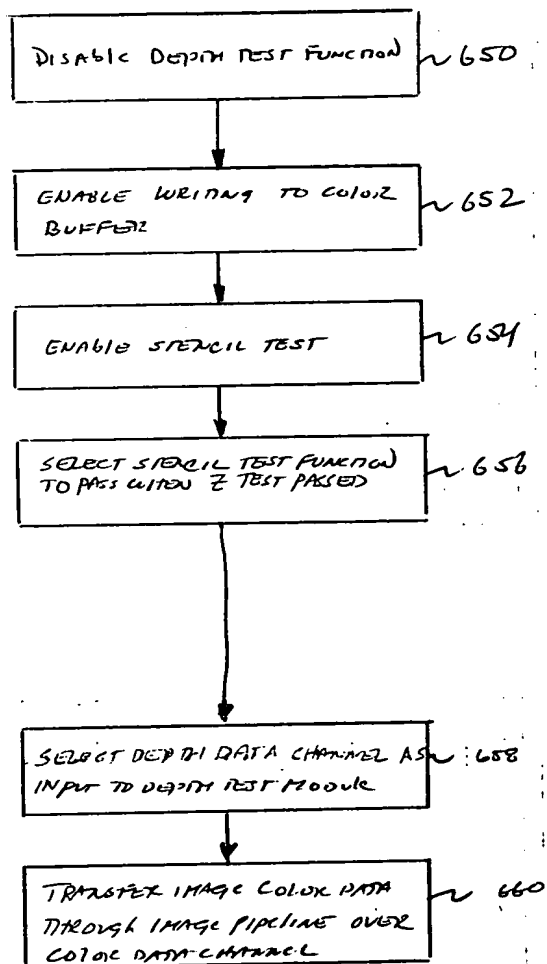 DISABLE DEPTH TEST FUNCTION 650
ENABLE WRITING TO COLOR 652
BUFFER
ENABLE STENCIL TEST 654
SELECT STENCIL TEST FUNCTION 656
TO PASS WHEN Z TEST PASSED
SELECT DEPTH DATA CHANNEL AS 658
INPUT TO DEPTH TEST MODULE
TRANSFER IMAGE COLOR DATA 660
THROUGH IMAGE PIPELINE OVER
COLOR DATA CHANNEL